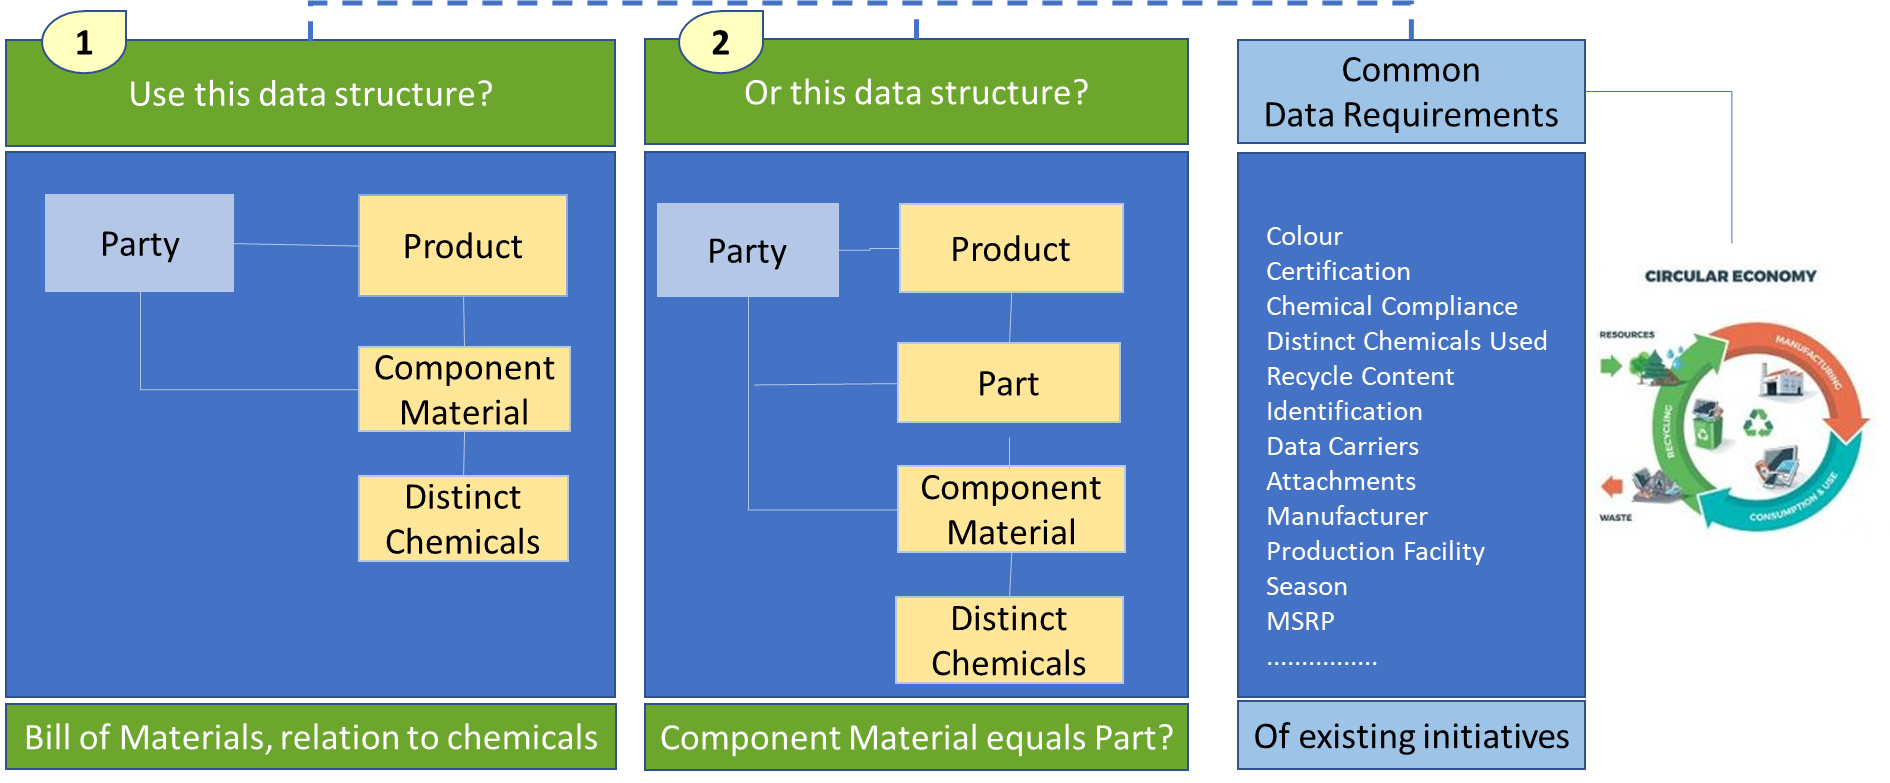 1
Use this data structure?
Party
Product
Component
Material
Distinct
Chemicals
Bill of Materials, relation to chemicals
2
Or this data structure?
Party
Product
Part
Component
Material
Distinct
Chemicals
Component Material equals Part?
Common
Data Requirements
Colour
Certification
Chemical Compliance
Distinct Chemicals Used
Recycle Content
Identification
Data Carriers
Attachments
Manufacturer
Production Facility
Season
MSRP
................
Of existing initiatives
CIRCULAR ECONOMY
RESOURCES
MANUFACTURING
RECYCLING
CONSUMPTION & USE
WASTE